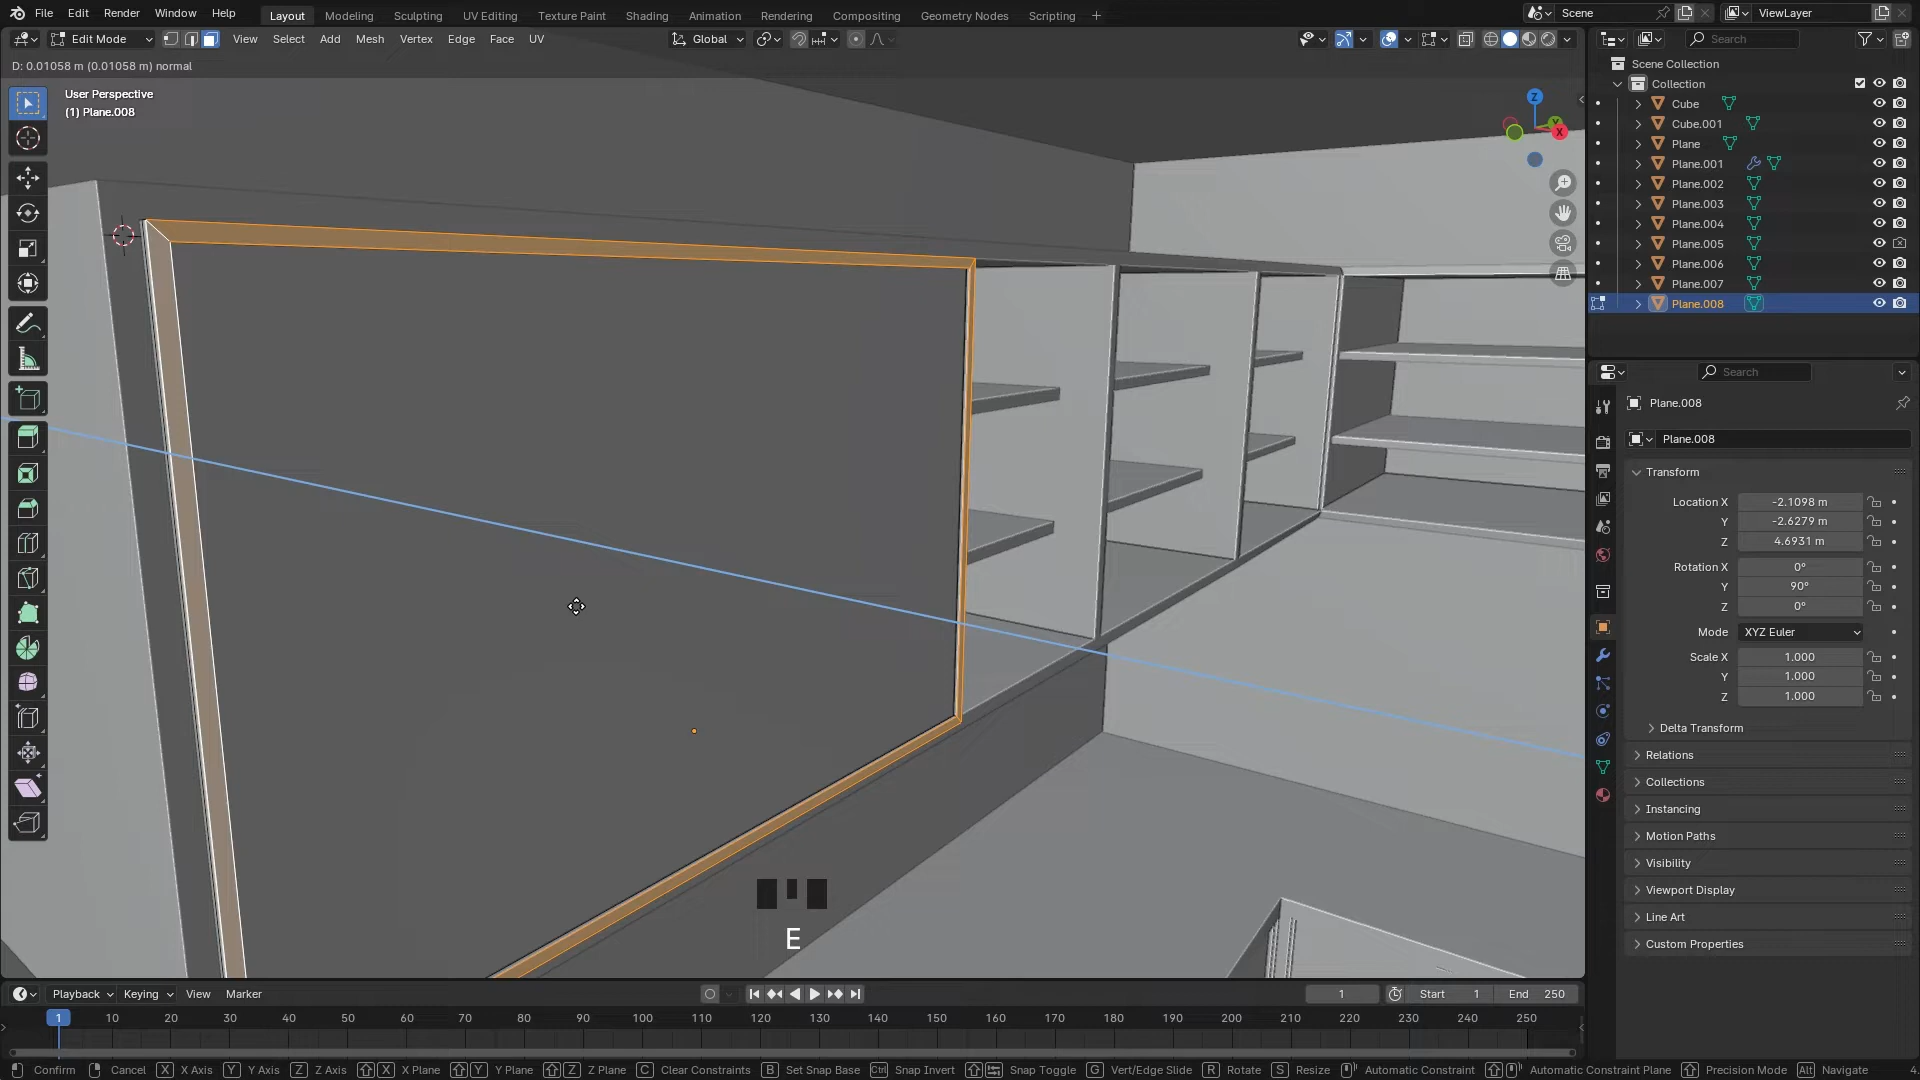 File Edit Render Window Help Layout Modeling Sculpting UV Editing Texture Paint Shading Animation Rendering Compositing Geometry Nodes Scripting + Scene ViewLayer
Edit Mode View Select Add Mesh Vertex Edge Face UV Global Search
D: 0.01058 m (0.01058 m) normal
User Perspective
(1) Plane.008
Z
X
Y
Scene Collection
Collection
Cube
Cube.001
Plane
Plane.001
Plane.002
Plane.003
Plane.004
Plane.005
Plane.006
Plane.007
Plane.008
Search
Plane.008
Plane.008
Transform
Location X -2.1098 m
Y -2.6279 m
Z 4.6931 m
Rotation X 0°
Y 90°
Z 0°
Mode XYZ Euler
Scale X 1.000
Y 1.000
Z 1.000
Delta Transform
Relations
Collections
Instancing
Motion Paths
Visibility
Viewport Display
Line Art
Custom Properties
E
Playback Keying View Marker 1 Start 1 End 250
1 10 20 30 40 50 60 70 80 90 100 110 120 130 140 150 160 170 180 190 200 210 220 230 240 250
Confirm Cancel X X Axis Y Y Axis Z Z Axis X X Plane Y Y Plane Z Z Plane C Clear Constraints B Set Snap Base Ctrl Snap Invert Snap Toggle G Vert/Edge Slide R Rotate S Resize Automatic Constraint Automatic Constraint Plane Precision Mode Alt Navigate 4.